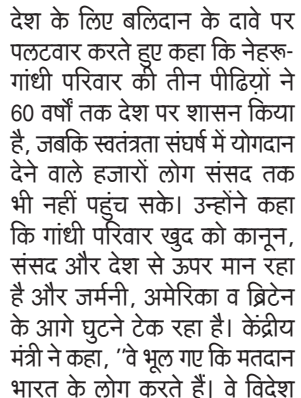 देश के लिए बलिदान के दावे पर
पलटवार करते हुए कहा कि नेहरू-
गांधी परिवार की तीन पीढ़ियों ने
60 वर्षों तक देश पर शासन किया
है, जबकि स्वतंत्रता संघर्ष में योगदान
देने वाले हजारों लोग संसद तक
भी नहीं पहुंच सके। उन्होंने कहा
कि गांधी परिवार खुद को कानून,
संसद और देश से ऊपर मान रहा
है और जर्मनी, अमेरिका व ब्रिटेन
के आगे घुटने टेक रहा है। केंद्रीय
मंत्री ने कहा, ’’वे भूल गए कि मतदान
भारत के लोग करते हैं। वे विदेश